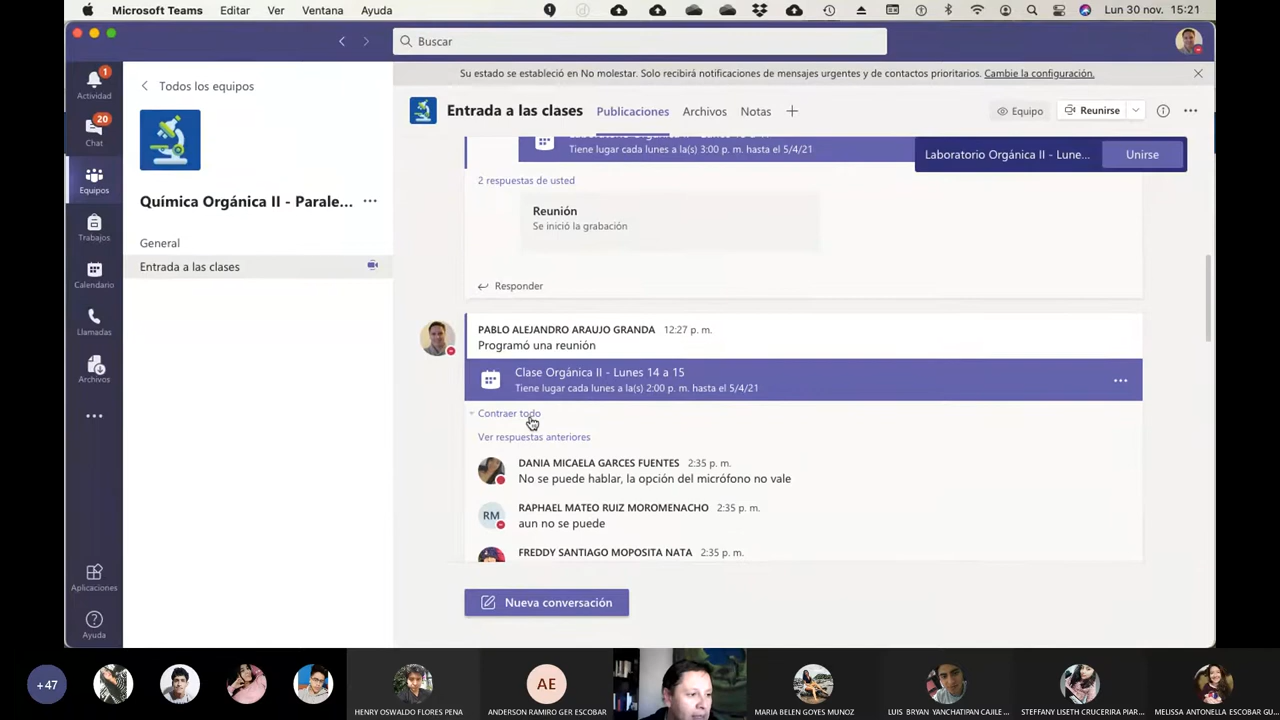 Microsoft Teams Editar Ver Ventana Ayuda Lun 30 nov. 15:21
Buscar
Su estado se estableció en No molestar. Solo recibirá notificaciones de mensajes urgentes y de contactos prioritarios. Cambie la configuración.
1
Actividad
20
Chat
Equipos
Trabajos
Calendario
Llamadas
Archivos
Aplicaciones
Ayuda
Todos los equipos
Química Orgánica II - Parale...
General
Entrada a las clases
Entrada a las clases Publicaciones Archivos Notas
Equipo Reunirse
Laboratorio Orgánica II - Lune... Unirse
Tiene lugar cada lunes a la(s) 3:00 p. m. hasta el 5/4/21
2 respuestas de usted
Reunión
Se inició la grabación
Responder
PABLO ALEJANDRO ARAUJO GRANDA 12:27 p. m.
Programó una reunión
Clase Orgánica II - Lunes 14 a 15
Tiene lugar cada lunes a la(s) 2:00 p. m. hasta el 5/4/21
Contraer todo
Ver respuestas anteriores
DANIA MICAELA GARCES FUENTES 2:35 p. m.
No se puede hablar, la opción del micrófono no vale
RM
RAPHAEL MATEO RUIZ MOROMENACHO 2:35 p. m.
aun no se puede
FREDDY SANTIAGO MOPOSITA NATA 2:35 p. m.
Nueva conversación
+47
AE
HENRY OSWALDO FLORES PENA
ANDERSON RAMIRO GER ESCOBAR
MARIA BELEN GOYES MUNOZ
LUIS BRYAN YANCHATIPAN CAJILE ...
STEFFANY LISETH CRUCERIRA PIAR...
MELISSA ANTONELLA ESCOBAR GU...